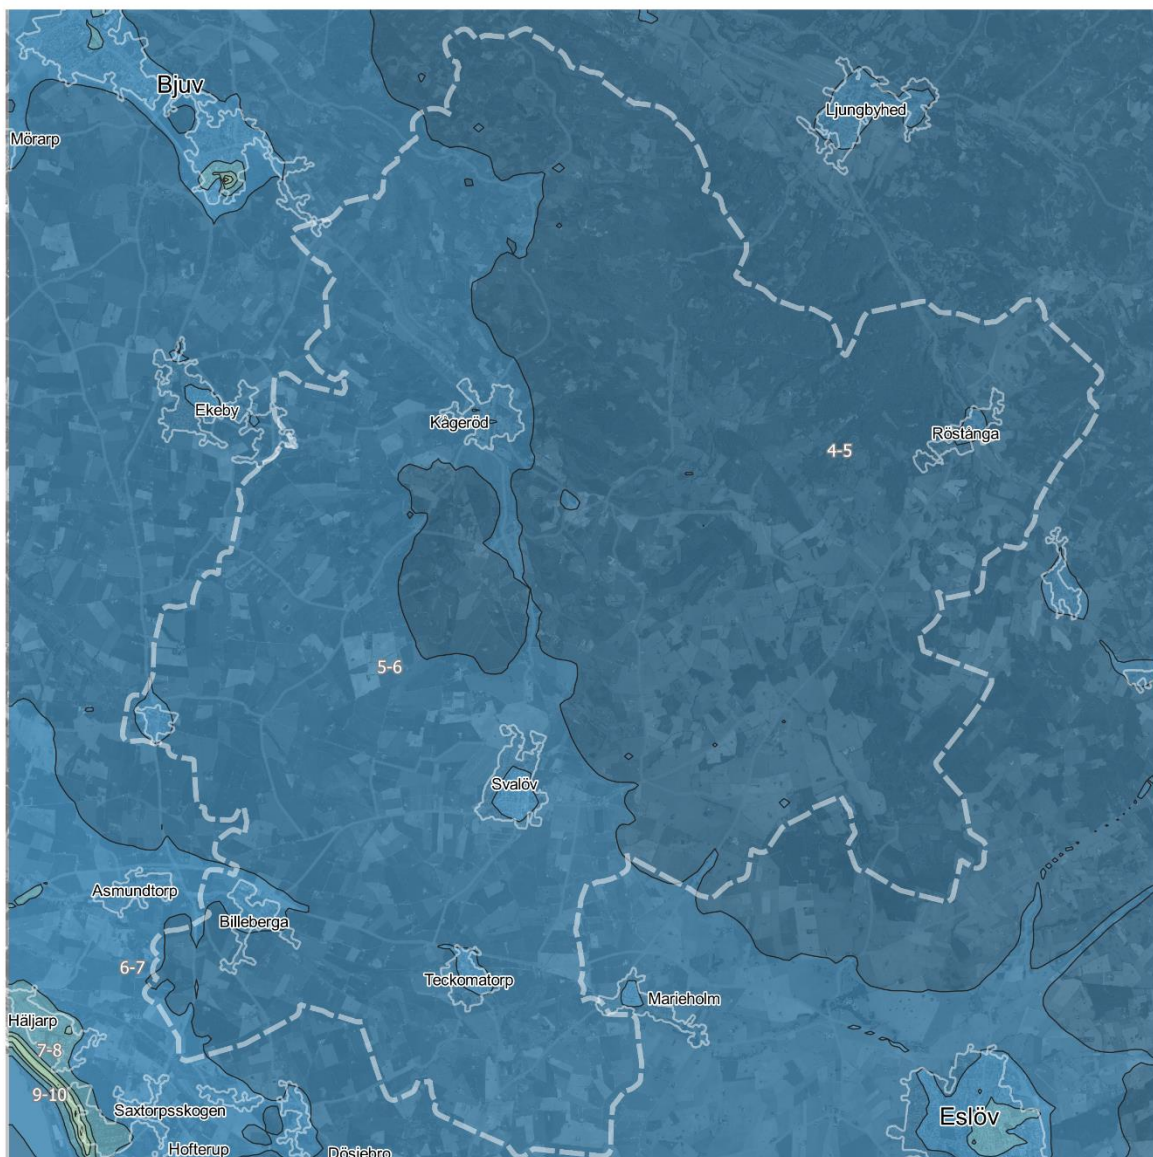 Bjuv
Ljungbyhed
Mörarp
Ekeby
Kågeröd
Röstånga
4-5
5-6
Svalöv
Asmundtorp
Billeberga
6-7
Teckomatorp
Marieholm
Häljarp
7-8
9-10
Saxtorpsskogen
Eslöv
Hofterup
Dösjebro